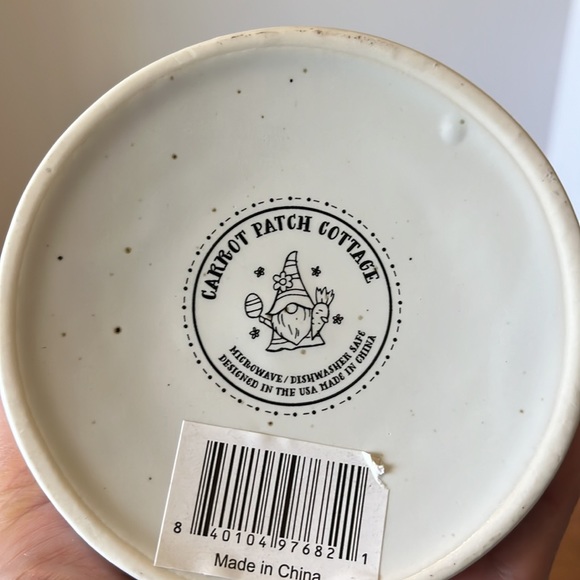 CARROT PATCH COTTAGE
MICROWAVE / DISHWASHER SAFE
DESIGNED IN THE USA MADE IN CHINA
8 40104 97682 1
Made in China